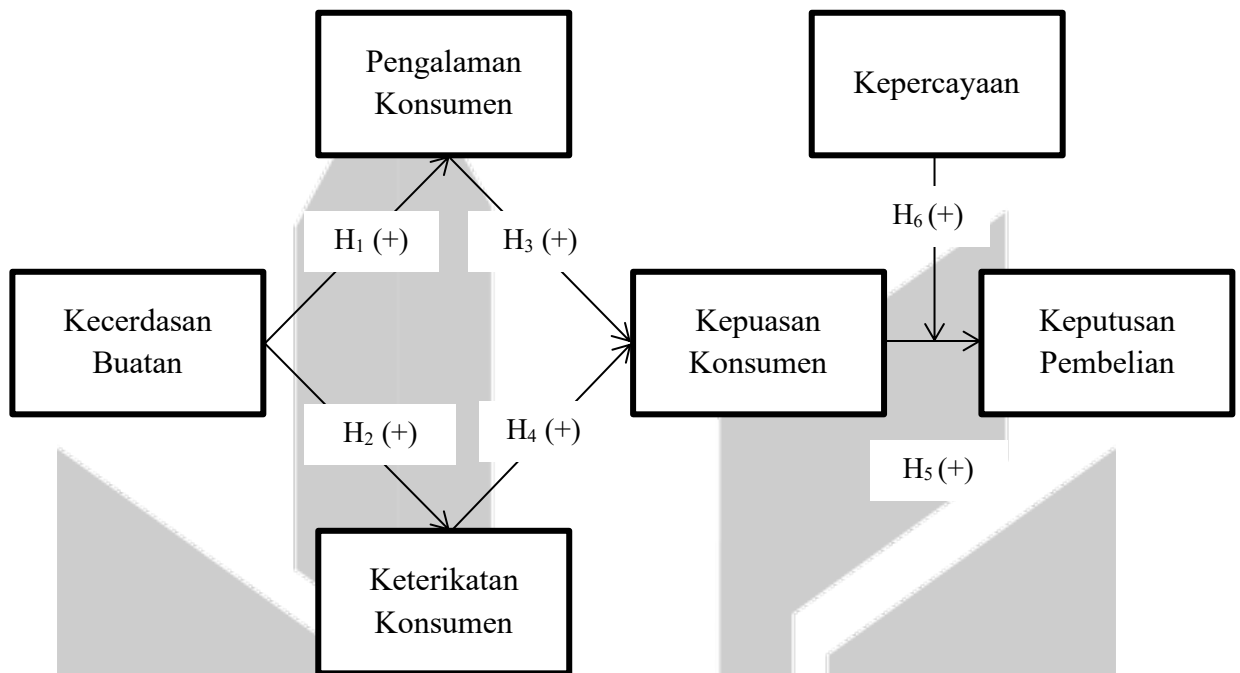 Pengalaman
Konsumen
Kepercayaan
H₁ (+)
H₃ (+)
H₆ (+)
Kecerdasan
Buatan
Kepuasan
Konsumen
Keputusan
Pembelian
H₂ (+)
H₄ (+)
H₅ (+)
Keterikatan
Konsumen